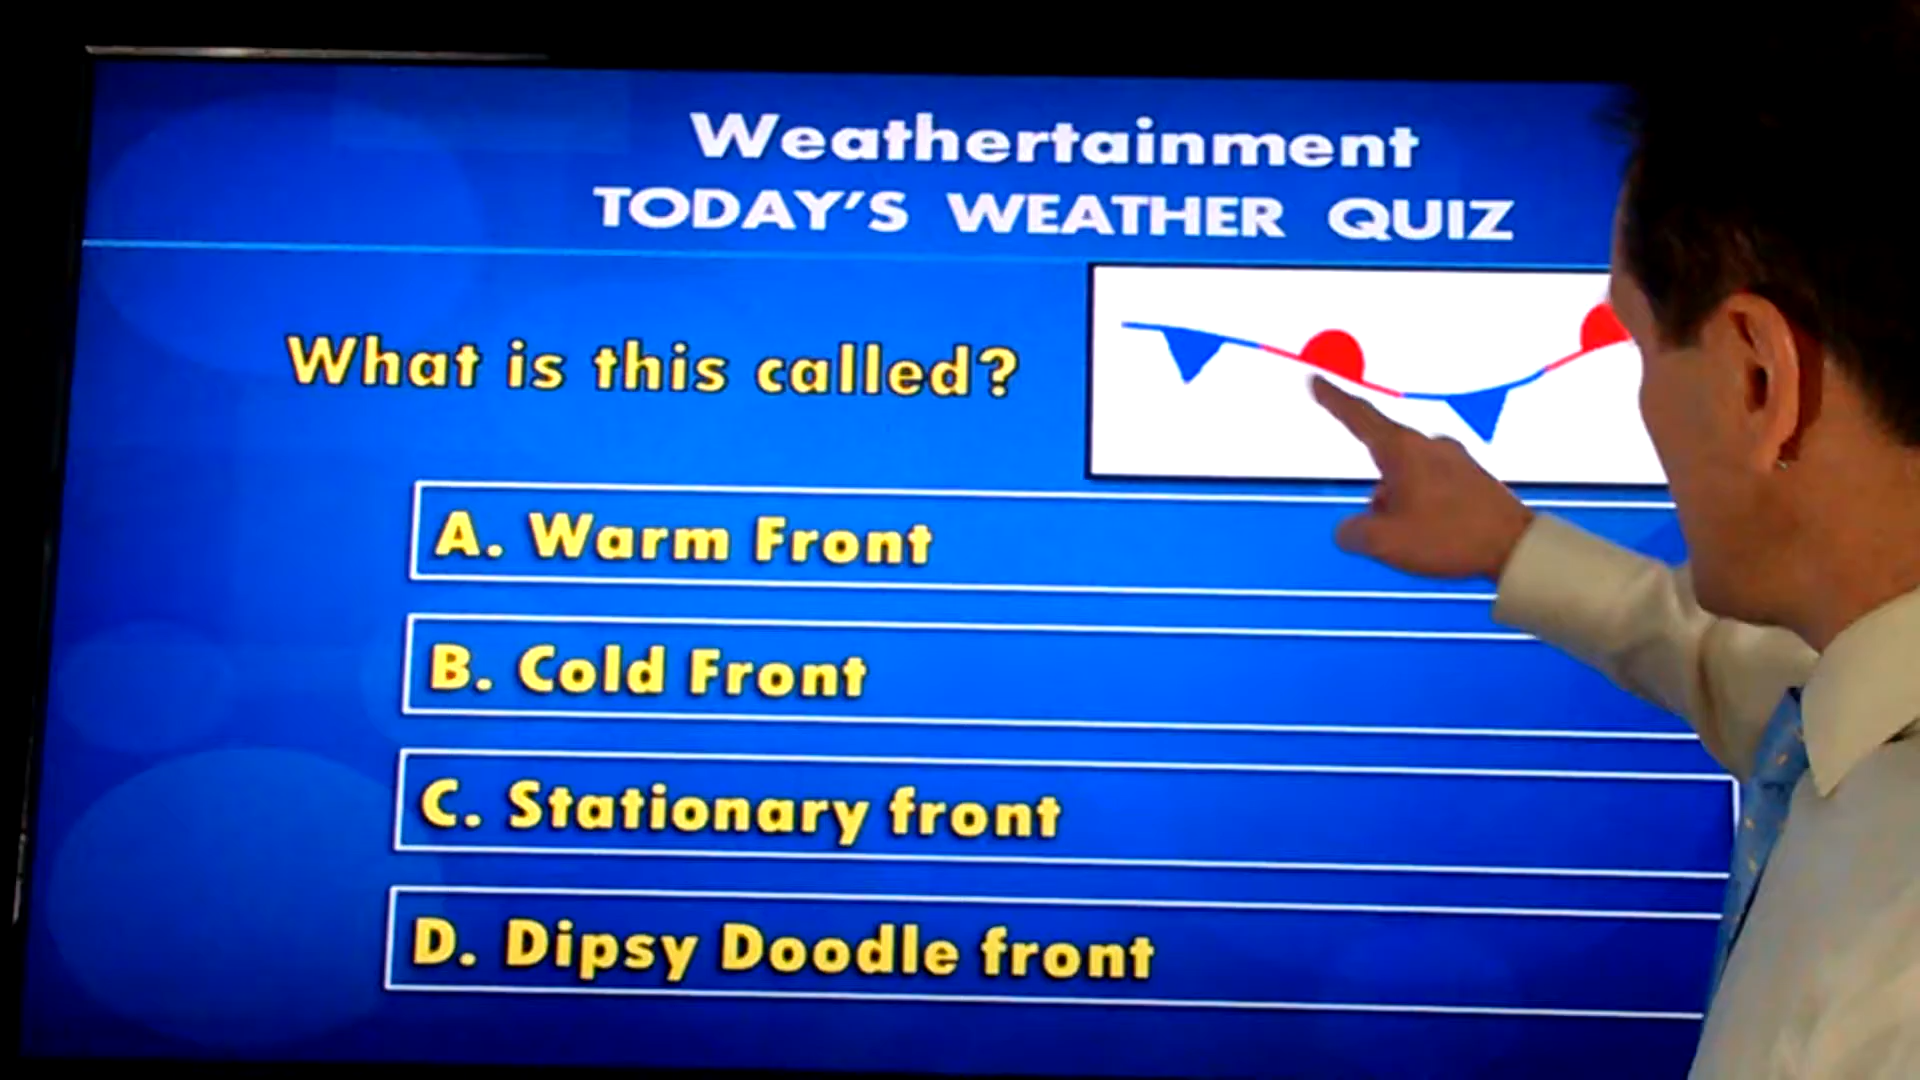 Weathertainment
TODAY'S WEATHER QUIZ
What is this called?
A. Warm Front
B. Cold Front
C. Stationary front
D. Dipsy Doodle front